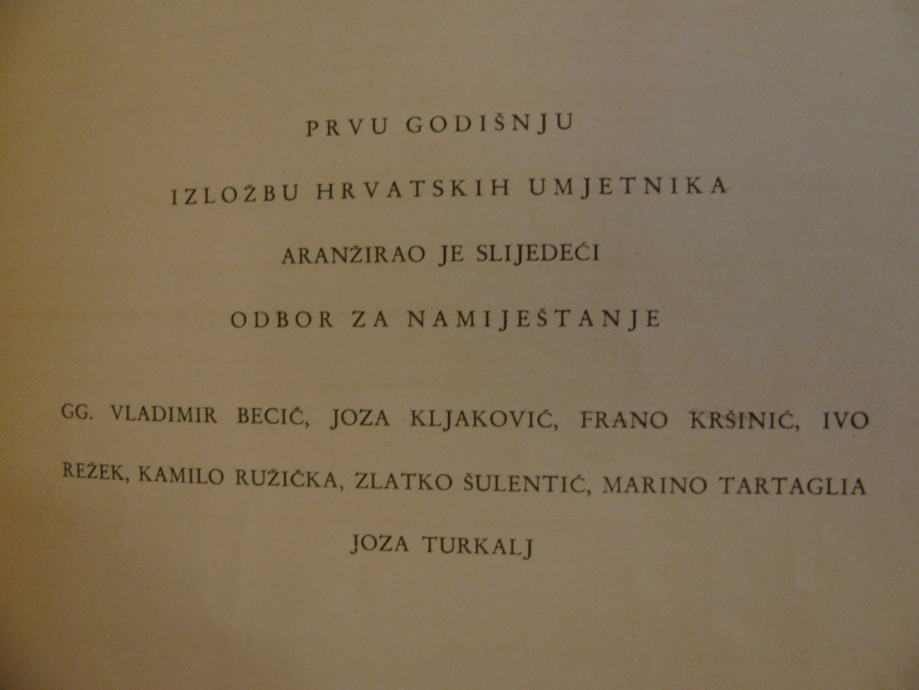 PRVU GODIŠNJU
IZLOŽBU HRVATSKIH UMJETNIKA
ARANŽIRAO JE SLIJEDEĆI
ODBOR ZA NAMIJEŠTANJE
GG. VLADIMIR BECIĆ, JOZA KLJAKOVIĆ, FRANO KRŠINIĆ, IVO
REŽEK, KAMILO RUŽIČKA, ZLATKO ŠULENTIĆ, MARINO TARTAGLIA
JOZA TURKALJ